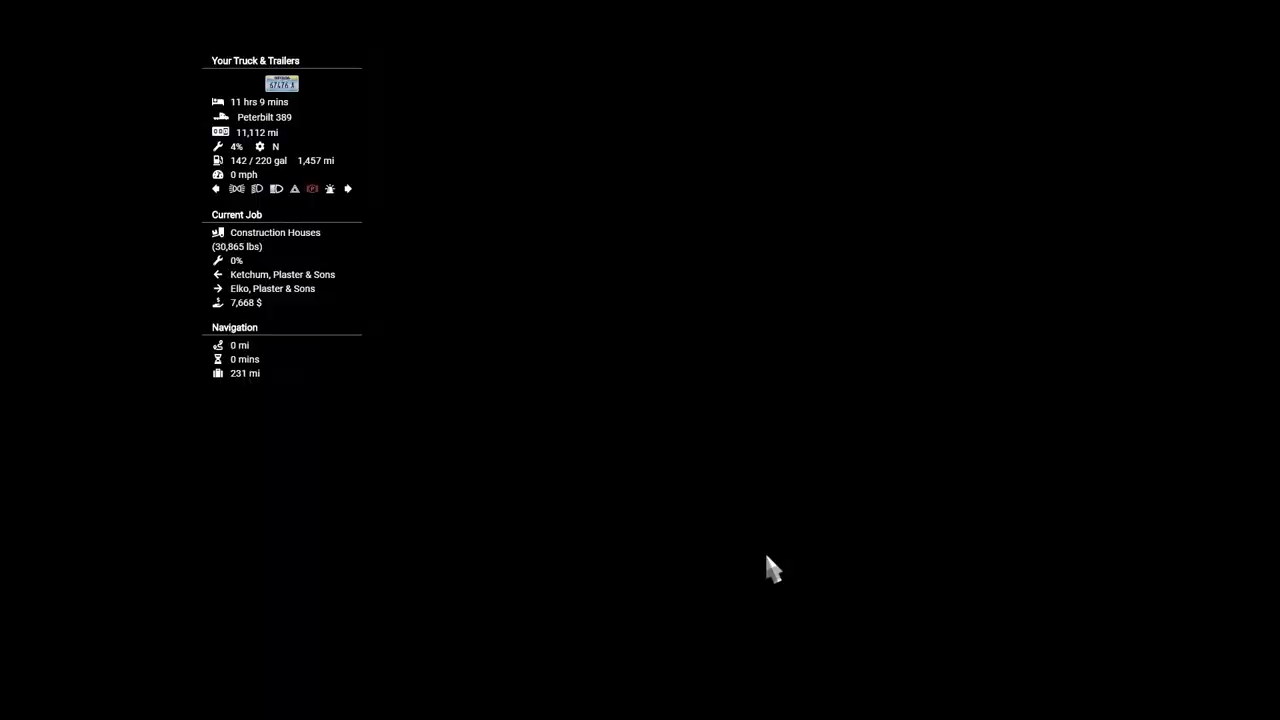 Your Truck & Trailers
67476 X
11 hrs 9 mins
Peterbilt 389
11,112 mi
4% N
142 / 220 gal 1,457 mi
0 mph
Current Job
Construction Houses
(30,865 lbs)
0%
Ketchum, Plaster & Sons
Elko, Plaster & Sons
7,668 $
Navigation
0 mi
0 mins
231 mi